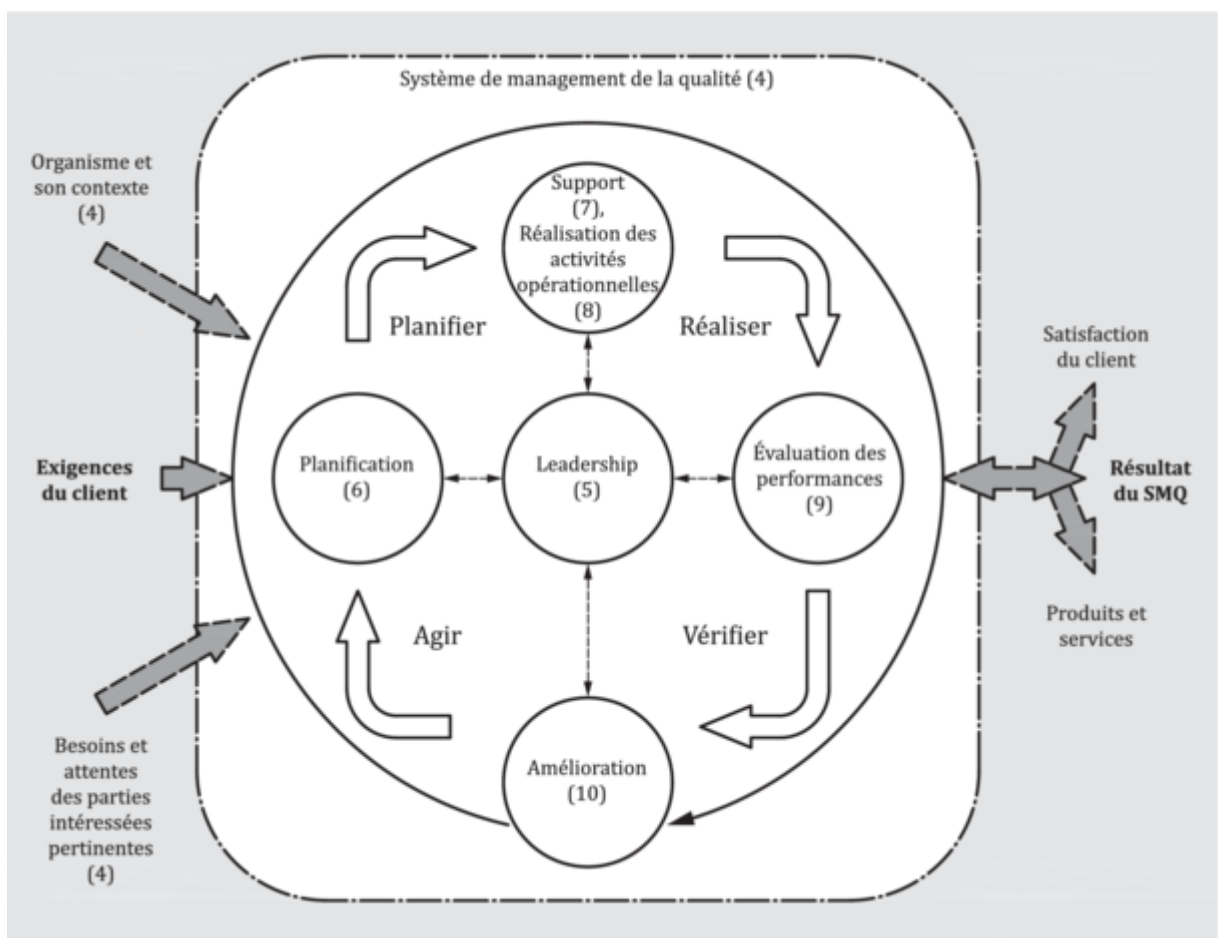 Système de management de la qualité (4)
Organisme et
son contexte
(4)
Support
(7),
Réalisation des
activités
opérationnelles
(8)
Planifier
Réaliser
Satisfaction
du client
Exigences
du client
Planification
(6)
Leadership
(5)
Évaluation des
performances
(9)
Résultat
du SMQ
Agir
Vérifier
Produits et
services
Besoins et
attentes
des parties
intéressées
pertinentes
(4)
Amélioration
(10)